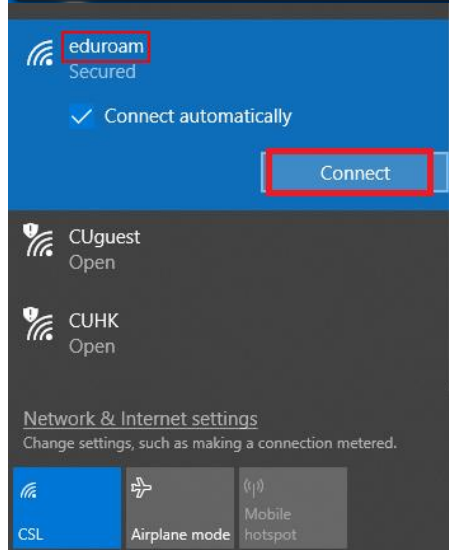 eduroam
Secured
Connect automatically
Connect
CUguest
Open
CUHK
Open
Network & Internet settings
Change settings, such as making a connection metered.
CSL
Airplane mode
Mobile
hotspot